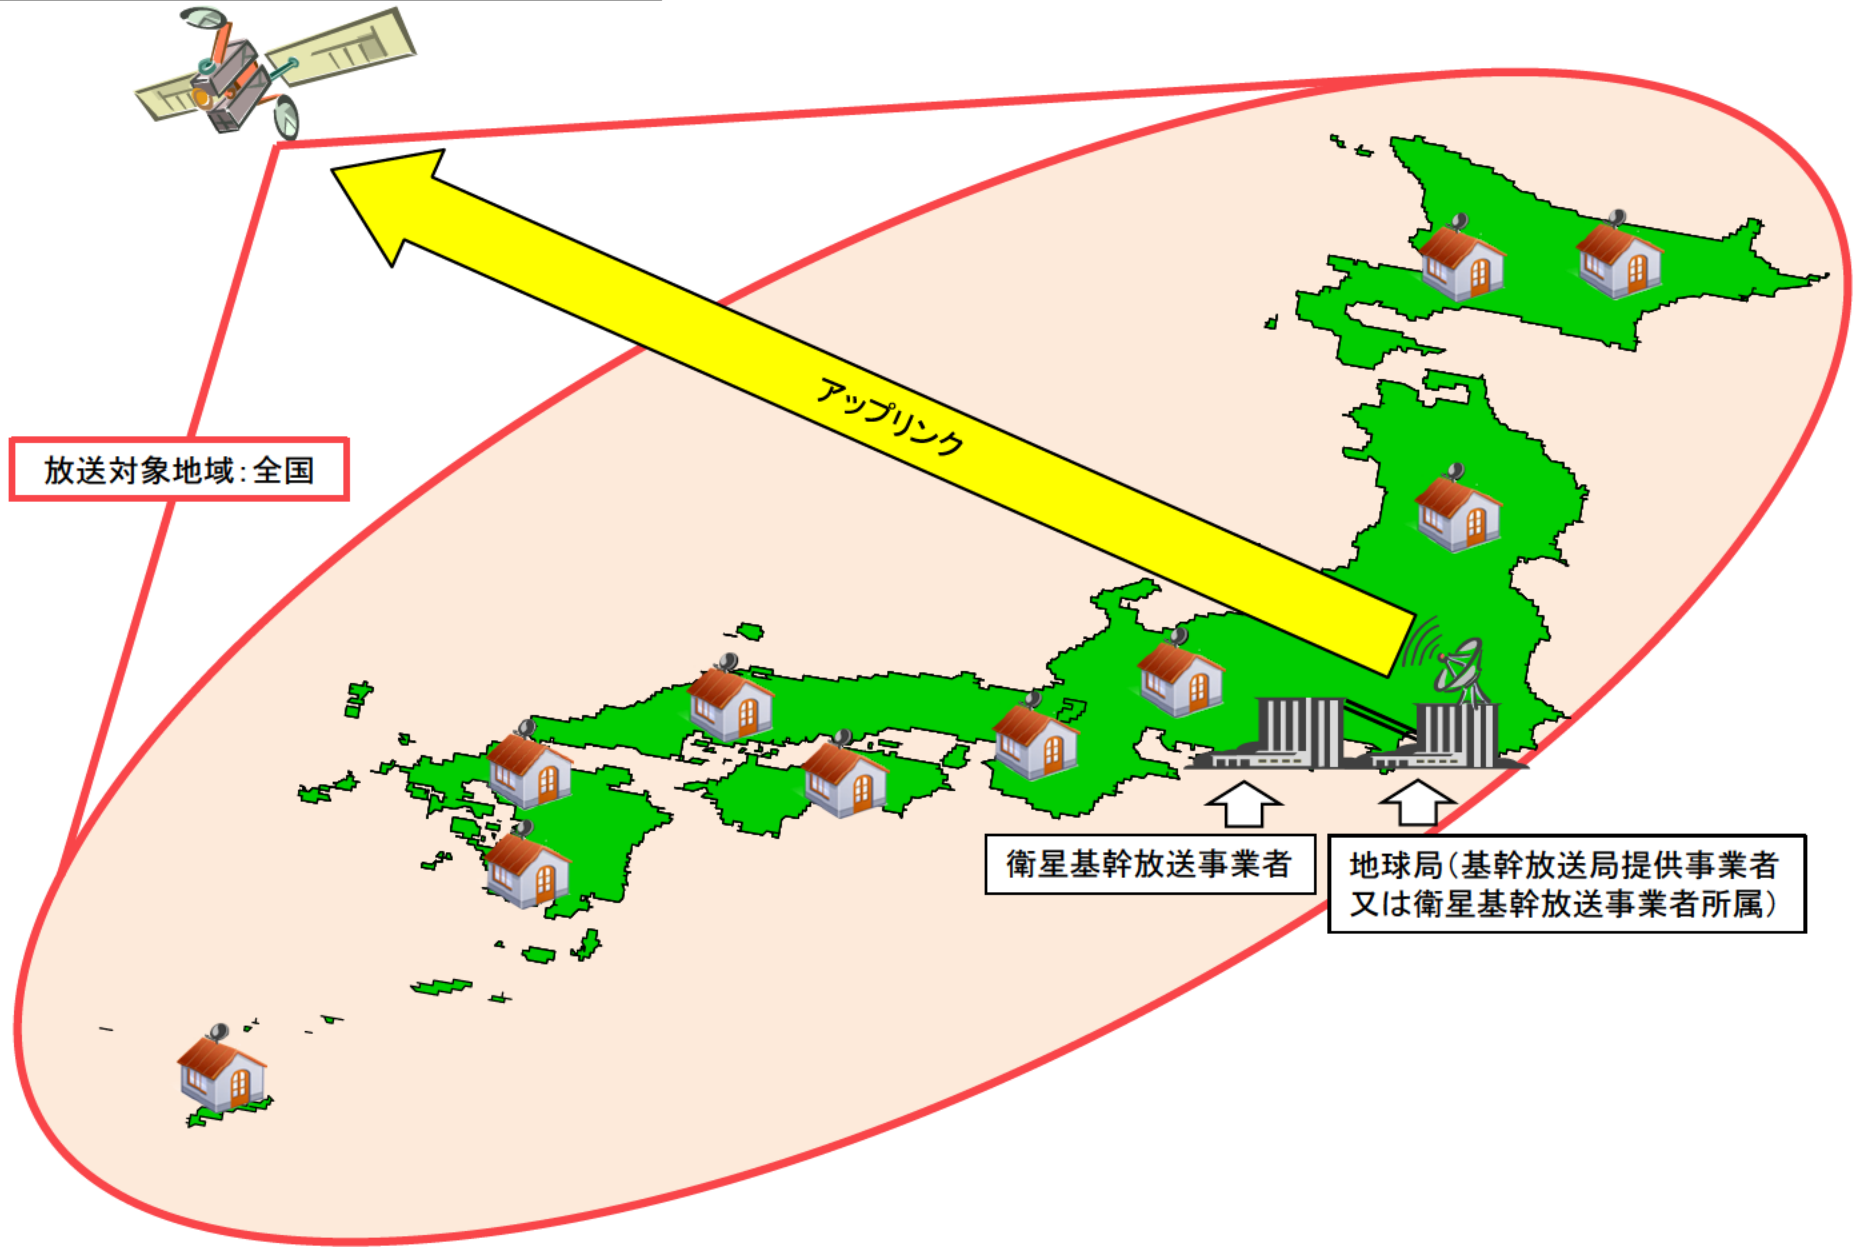 アップリンク
放送対象地域:全国
衛星基幹放送事業者
地球局(基幹放送局提供事業者
又は衛星基幹放送事業者所属)